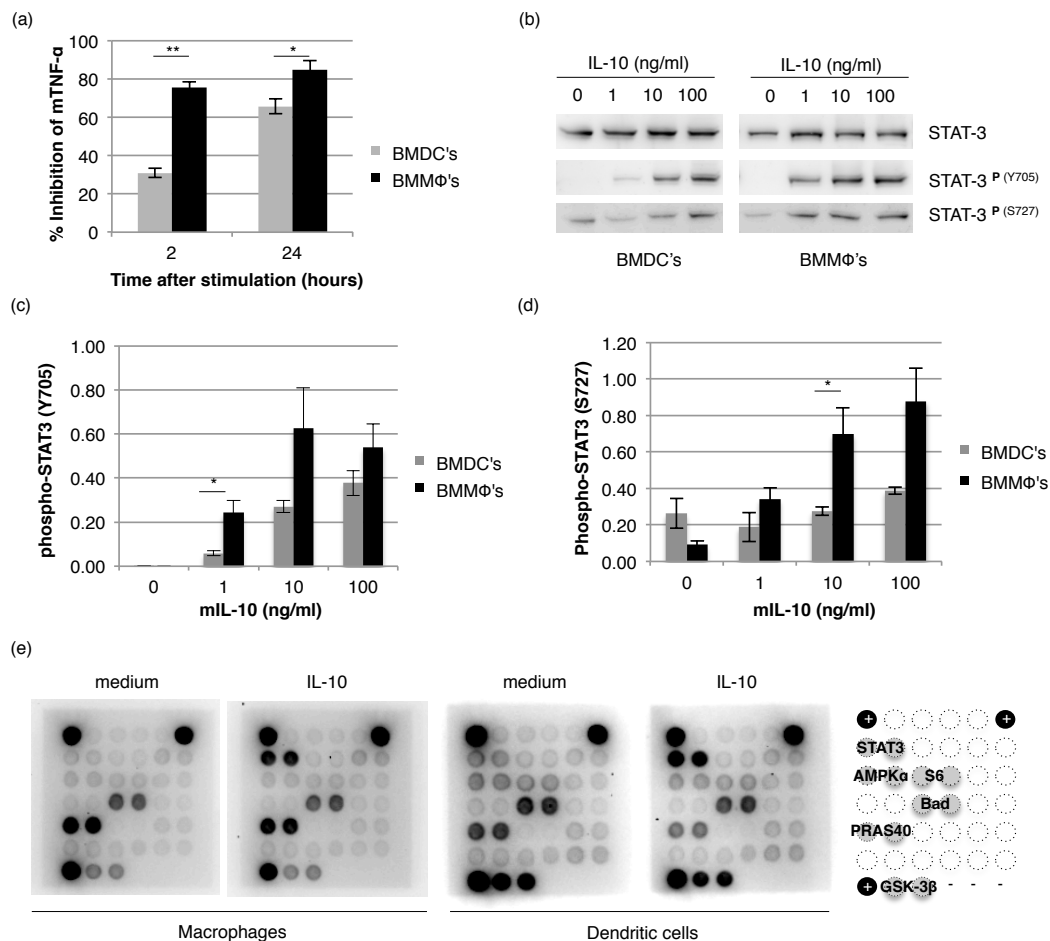 (a)
100
80
60
40
20
0
% Inhibition of mTNF-α
**
*
2
24
Time after stimulation (hours)
BMDC's
BMMΦ's
(b)
IL-10 (ng/ml)
IL-10 (ng/ml)
0 1 10 100
0 1 10 100
STAT-3
STAT-3 P (Y705)
STAT-3 P (S727)
BMDC's
BMMΦ's
(c)
1.00
0.80
0.60
0.40
0.20
0.00
phospho-STAT3 (Y705)
*
0 1 10 100
mIL-10 (ng/ml)
BMDC's
BMMΦ's
(d)
1.20
1.00
0.80
0.60
0.40
0.20
0.00
Phospho-STAT3 (S727)
*
0 1 10 100
mIL-10 (ng/ml)
BMDC's
BMMΦ's
(e)
medium
IL-10
medium
IL-10
+ +
STAT3
AMPKα S6
Bad
PRAS40
+ GSK-3β - - -
Macrophages
Dendritic cells